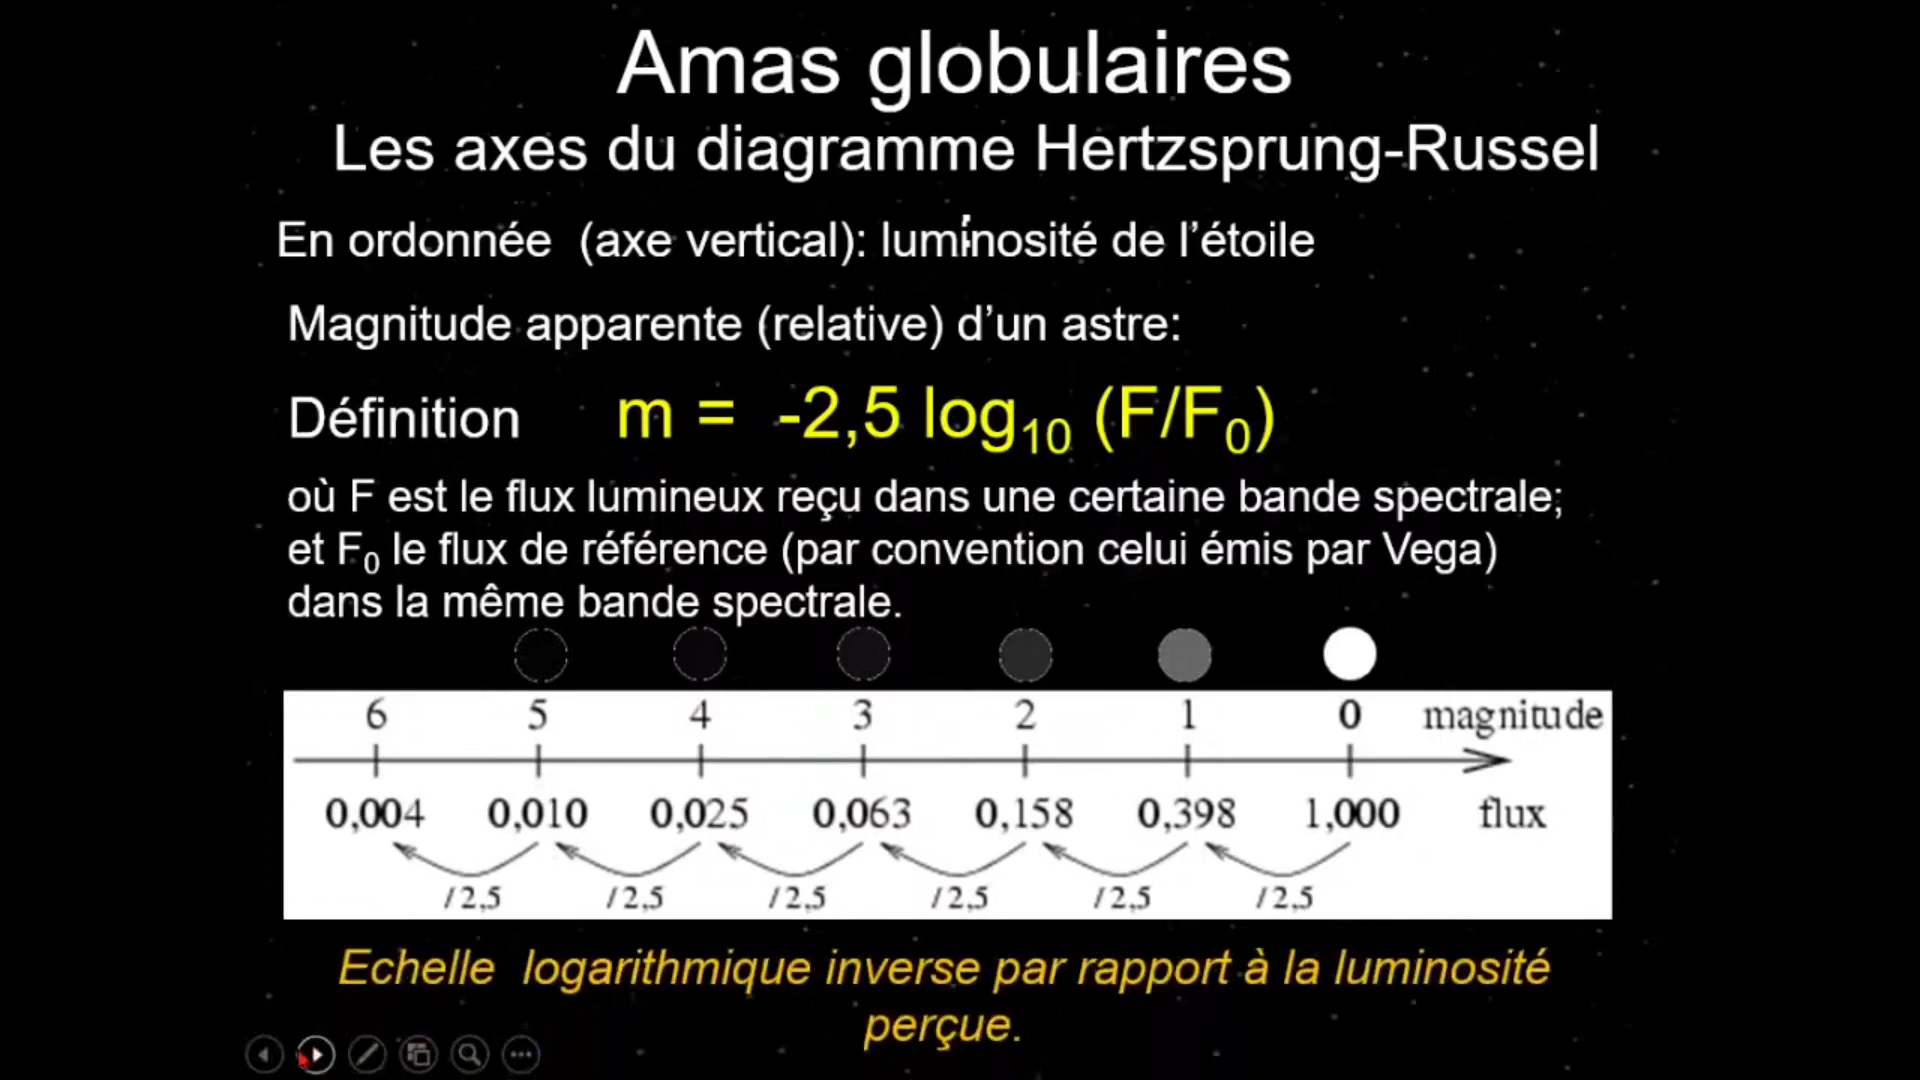 Amas globulaires
Les axes du diagramme Hertzsprung-Russel
En ordonnée (axe vertical): luminosité de l’étoile
Magnitude apparente (relative) d’un astre:
Définition m = -2,5 log₁₀ (F/F₀)
où F est le flux lumineux reçu dans une certaine bande spectrale;
et F₀ le flux de référence (par convention celui émis par Vega)
dans la même bande spectrale.
6 5 4 3 2 1 0 magnitude
0,004 0,010 0,025 0,063 0,158 0,398 1,000 flux
/ 2,5 / 2,5 / 2,5 / 2,5 / 2,5 / 2,5
Echelle logarithmique inverse par rapport à la luminosité
perçue.